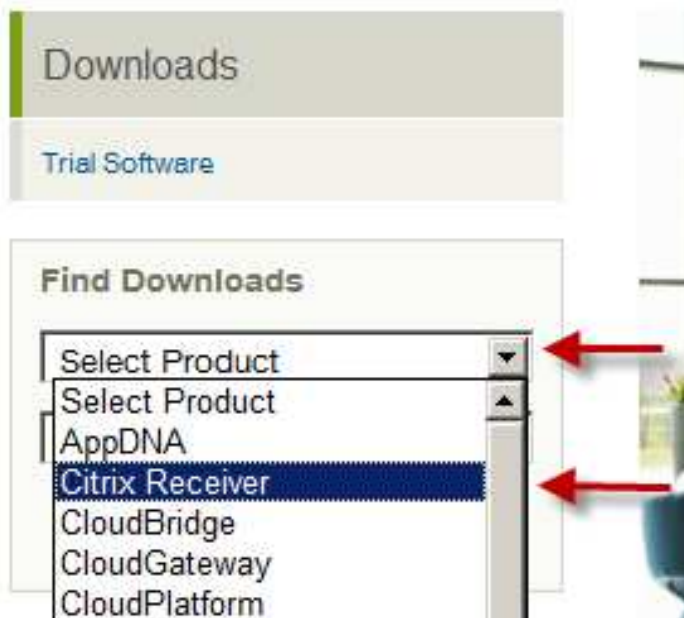 Downloads
Trial Software
Find Downloads
Select Product
Select Product
AppDNA
Citrix Receiver
CloudBridge
CloudGateway
CloudPlatform